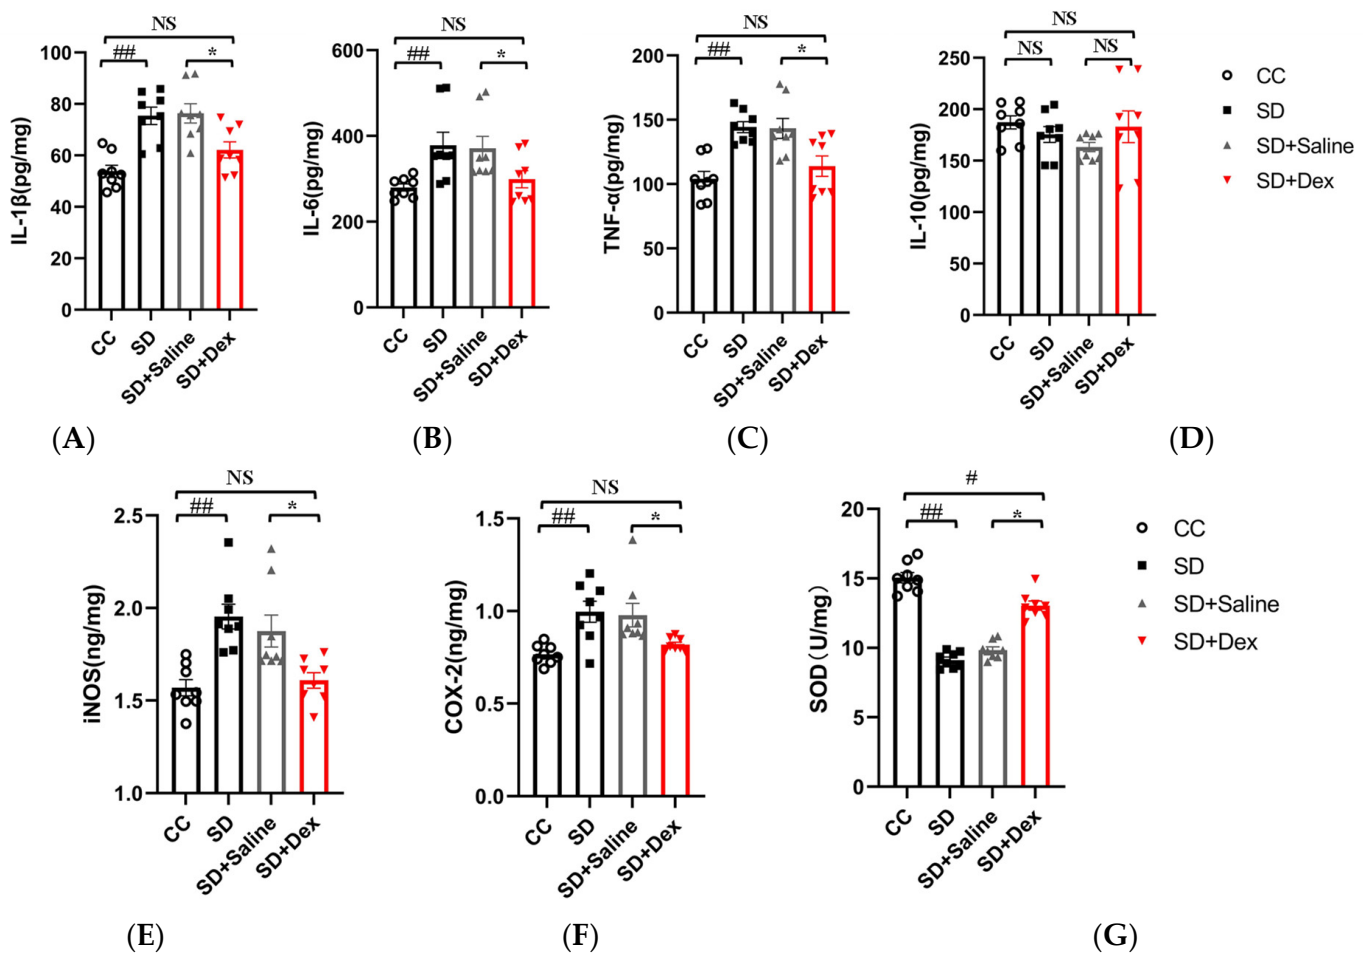 NS
## *
IL-1β(pg/mg)
100
80
60
40
20
0
CC
SD
SD+Saline
SD+Dex
(A)
NS
## *
IL-6(pg/mg)
600
400
200
0
CC
SD
SD+Saline
SD+Dex
(B)
NS
## *
TNF-α(pg/mg)
200
150
100
50
0
CC
SD
SD+Saline
SD+Dex
(C)
NS
NS NS
IL-10(pg/mg)
250
200
150
200
50
0
CC
SD
SD+Saline
SD+Dex
(D)
CC
SD
SD+Saline
SD+Dex
NS
## *
iNOS(ng/mg)
2.5
2.0
1.5
1.0
CC
SD
SD+Saline
SD+Dex
(E)
NS
## *
COX-2(ng/mg)
1.5
1.0
0.5
0.0
CC
SD
SD+Saline
SD+Dex
(F)
#
## *
SOD（U/mg）
20
15
10
5
0
CC
SD
SD+Saline
SD+Dex
(G)
CC
SD
SD+Saline
SD+Dex